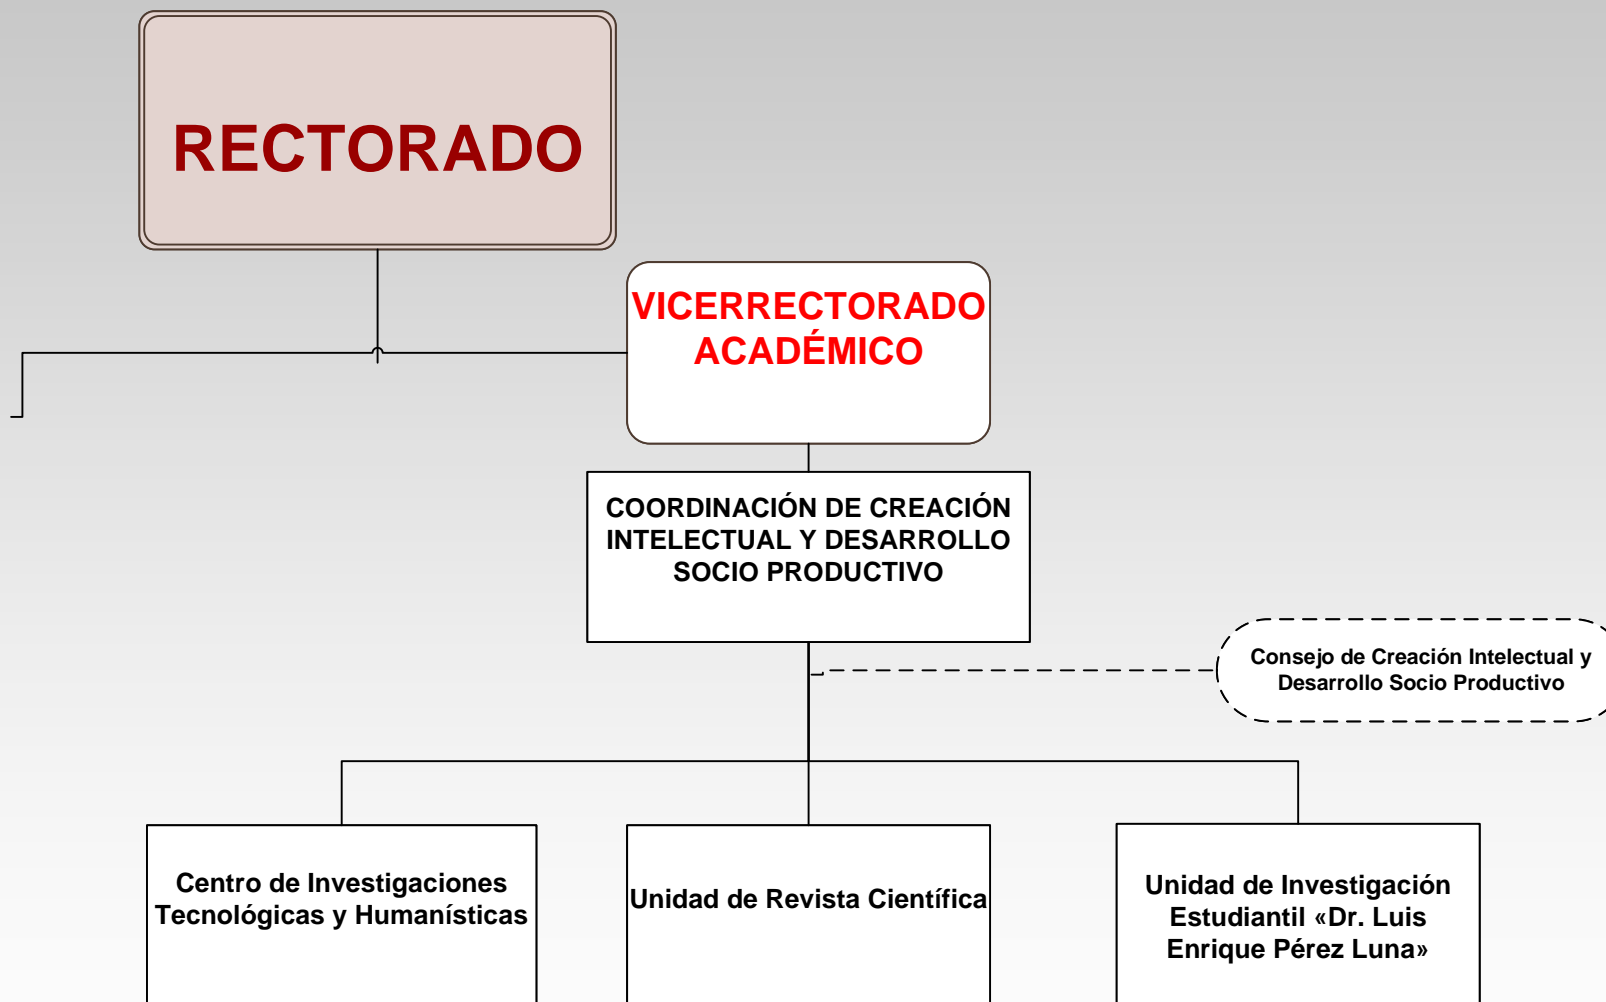 RECTORADO
VICERRECTORADO
ACADÉMICO
COORDINACIÓN DE CREACIÓN
INTELECTUAL Y DESARROLLO
SOCIO PRODUCTIVO
Consejo de Creación Intelectual y
Desarrollo Socio Productivo
Centro de Investigaciones
Tecnológicas y Humanísticas
Unidad de Revista Científica
Unidad de Investigación
Estudiantil «Dr. Luis
Enrique Pérez Luna»